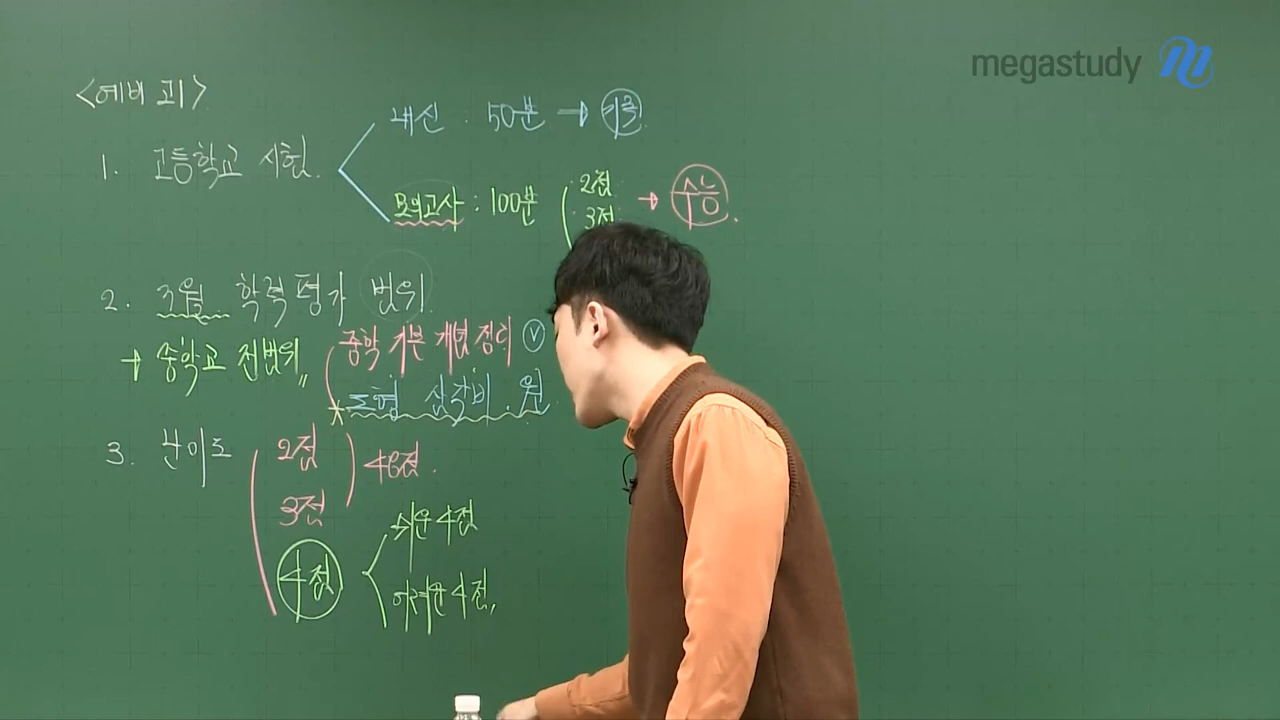 megastudy
<예비 고1>
1. 고등학교 시험.
내신 : 50분 → 기출
모의고사 : 100분
2점
3점
→ 수능.
2. 3월 학력평가 범위.
→ 중학교 전범위
중학 기본 개념 정리 V
* 도형 삼각비. 원
3. 난이도
2점
3점
46점.
4점
쉬운 4점
어려운 4점,